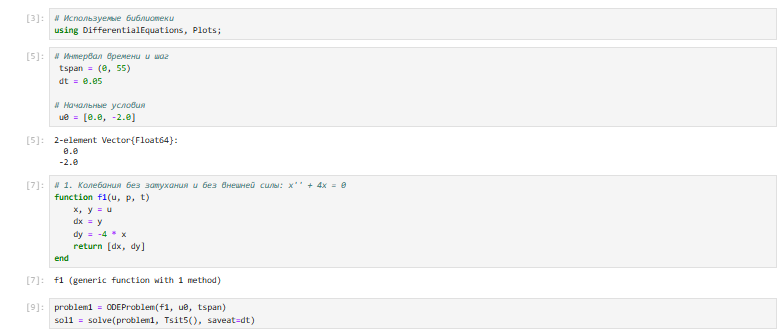 [3]: # Используемые библиотеки
using DifferentialEquations, Plots;
[5]: # Интервал времени и шаг
tspan = (0, 55)
dt = 0.05
# Начальные условия
u0 = [0.0, -2.0]
[5]: 2-element Vector{Float64}:
0.0
-2.0
[7]: # 1. Колебания без затухания и без внешней силы: x'' + 4x = 0
function f1(u, p, t)
x, y = u
dx = y
dy = -4 * x
return [dx, dy]
end
[7]: f1 (generic function with 1 method)
[9]: problem1 = ODEProblem(f1, u0, tspan)
sol1 = solve(problem1, Tsit5(), saveat=dt)